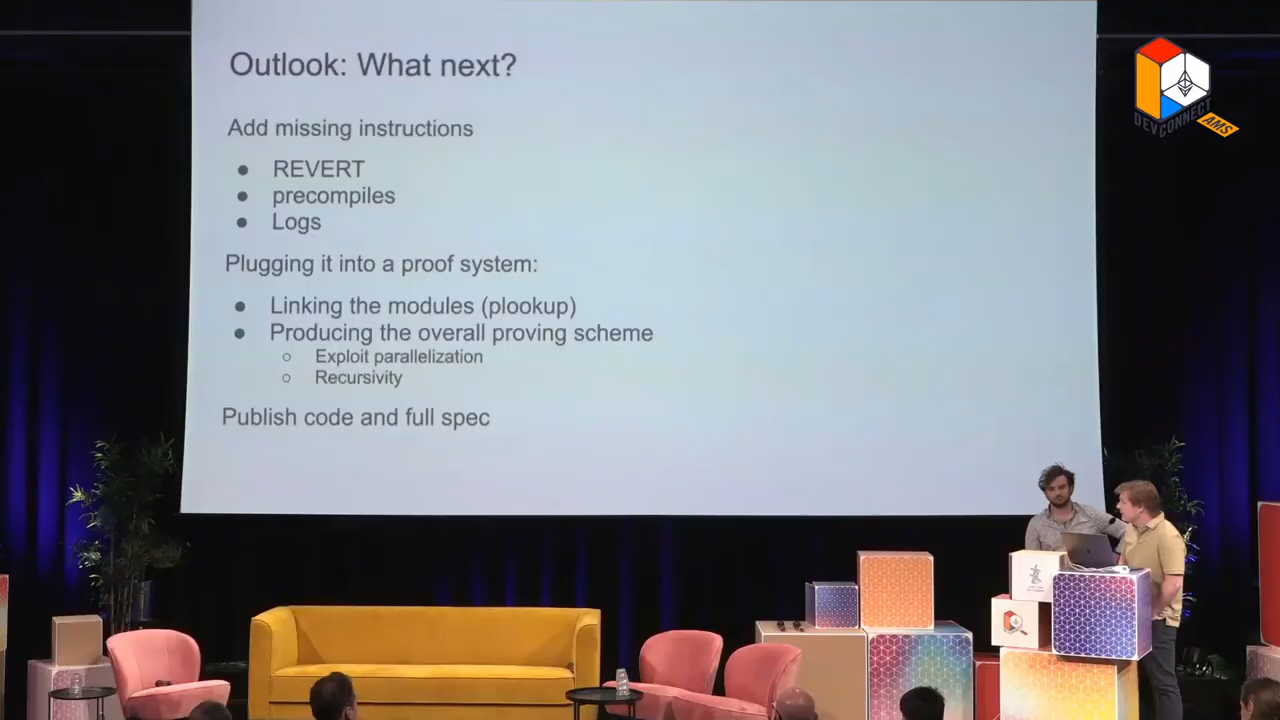 Outlook: What next?
Add missing instructions
● REVERT
● precompiles
● Logs
Plugging it into a proof system:
● Linking the modules (plookup)
● Producing the overall proving scheme
○ Exploit parallelization
○ Recursivity
Publish code and full spec
DEVCONNECT
AMS